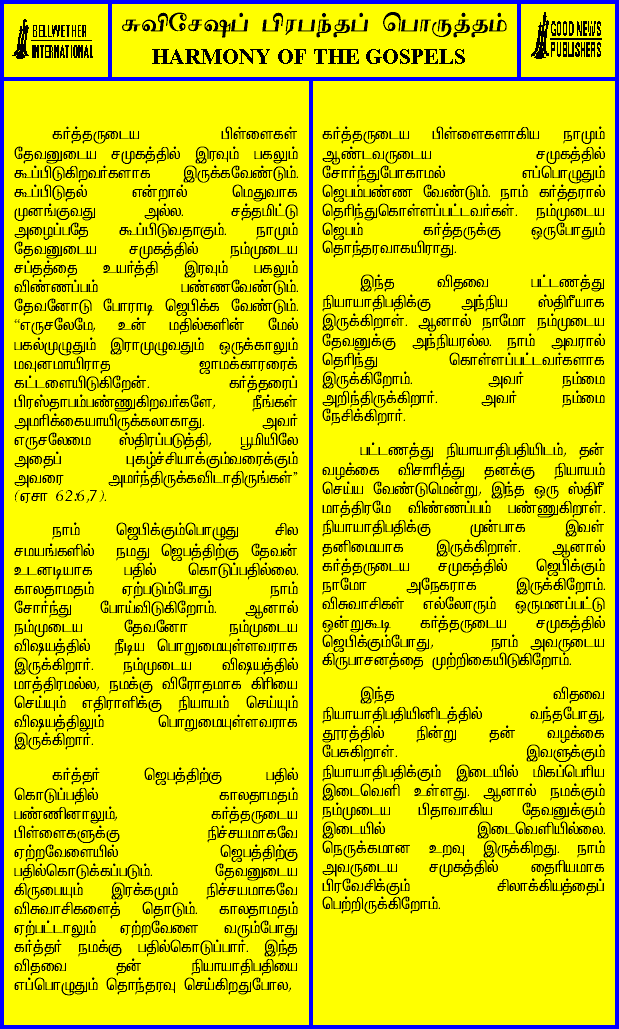 BELLWETHER
INTERNATIONAL
சுவிசேஷப் பிரபந்தப் பொருத்தம்
HARMONY OF THE GOSPELS
GOOD NEWS
PUBLISHERS
கர்த்தருடைய பிள்ளைகள்
தேவனுடைய சமுகத்தில் இரவும் பகலும்
கூப்பிடுகிறவர்களாக இருக்கவேண்டும்.
கூப்பிடுதல் என்றால் மெதுவாக
முனங்குவது அல்ல. சத்தமிட்டு
அழைப்பதே கூப்பிடுவதாகும். நாமும்
தேவனுடைய சமுகத்தில் நம்முடைய
சப்தத்தை உயர்த்தி இரவும் பகலும்
விண்ணப்பம் பண்ணவேண்டும்.
தேவனோடு போராடி ஜெபிக்க வேண்டும்.
“எருசலேமே, உன் மதில்களின் மேல்
பகல்முழுதும் இராமுழுவதும் ஒருக்காலும்
மவுனமாயிராத ஜாமக்காரரைக்
கட்டளையிடுகிறேன். கர்த்தரைப்
பிரஸ்தாபம்பண்ணுகிறவர்களே, நீங்கள்
அமரிக்கையாயிருக்கலாகாது. அவர்
எருசலேமை ஸ்திரப்படுத்தி, பூமியிலே
அதைப் புகழ்ச்சியாக்கும்வரைக்கும்
அவரை அமர்ந்திருக்கவிடாதிருங்கள்”
(ஏசா 62:6,7).
நாம் ஜெபிக்கும்பொழுது சில
சமயங்களில் நமது ஜெபத்திற்கு தேவன்
உடனடியாக பதில் கொடுப்பதில்லை.
காலதாமதம் ஏற்படும்போது நாம்
சோர்ந்து போய்விடுகிறோம். ஆனால்
நம்முடைய தேவனோ நம்முடைய
விஷயத்தில் நீடிய பொறுமையுள்ளவராக
இருக்கிறார். நம்முடைய விஷயத்தில்
மாத்திரமல்ல, நமக்கு விரோதமாக கிரியை
செய்யும் எதிராளிக்கு நியாயம் செய்யும்
விஷயத்திலும் பொறுமையுள்ளவராக
இருக்கிறார்.
கர்த்தர் ஜெபத்திற்கு பதில்
கொடுப்பதில் காலதாமதம்
பண்ணினாலும், கர்த்தருடைய
பிள்ளைகளுக்கு நிச்சயமாகவே
ஏற்றவேளையில் ஜெபத்திற்கு
பதில்கொடுக்கப்படும். தேவனுடைய
கிருபையும் இரக்கமும் நிச்சயமாகவே
விசுவாசிகளைத் தொடும். காலதாமதம்
ஏற்பட்டாலும் ஏற்றவேளை வரும்போது
கர்த்தர் நமக்கு பதில்கொடுப்பார். இந்த
விதவை தன் நியாயாதிபதியை
எப்பொழுதும் தொந்தரவு செய்கிறதுபோல,
கர்த்தருடைய பிள்ளைகளாகிய நாமும்
ஆண்டவருடைய சமுகத்தில்
சோர்ந்துபோகாமல் எப்பொழுதும்
ஜெபம்பண்ண வேண்டும். நாம் கர்த்தரால்
தெரிந்துகொள்ளப்பட்டவர்கள். நம்முடைய
ஜெபம் கர்த்தருக்கு ஒருபோதும்
தொந்தரவாகயிராது.
இந்த விதவை பட்டணத்து
நியாயாதிபதிக்கு அந்நிய ஸ்திரீயாக
இருக்கிறாள். ஆனால் நாமோ நம்முடைய
தேவனுக்கு அந்நியரல்ல. நாம் அவரால்
தெரிந்து கொள்ளப்பட்டவர்களாக
இருக்கிறோம். அவர் நம்மை
அறிந்திருக்கிறார். அவர் நம்மை
நேசிக்கிறார்.
பட்டணத்து நியாயாதிபதியிடம், தன்
வழக்கை விசாரித்து தனக்கு நியாயம்
செய்ய வேண்டுமென்று, இந்த ஒரு ஸ்திரீ
மாத்திரமே விண்ணப்பம் பண்ணுகிறாள்.
நியாயாதிபதிக்கு முன்பாக இவள்
தனிமையாக இருக்கிறாள். ஆனால்
கர்த்தருடைய சமுகத்தில் ஜெபிக்கும்
நாமோ அநேகராக இருக்கிறோம்.
விசுவாசிகள் எல்லோரும் ஒருமனப்பட்டு
ஒன்றுகூடி கர்த்தருடைய சமுகத்தில்
ஜெபிக்கும்போது, நாம் அவருடைய
கிருபாசனத்தை முற்றிகையிடுகிறோம்.
இந்த விதவை
நியாயாதிபதியினிடத்தில் வந்தபோது,
தூரத்தில் நின்று தன் வழக்கை
பேசுகிறாள். இவளுக்கும்
நியாயாதிபதிக்கும் இடையில் மிகப்பெரிய
இடைவெளி உள்ளது. ஆனால் நமக்கும்
நம்முடைய பிதாவாகிய தேவனுக்கும்
இடையில் இடைவெளியில்லை.
நெருக்கமான உறவு இருக்கிறது. நாம்
அவருடைய சமுகத்தில் தைரியமாக
பிரவேசிக்கும் சிலாக்கியத்தைப்
பெற்றிருக்கிறோம்.